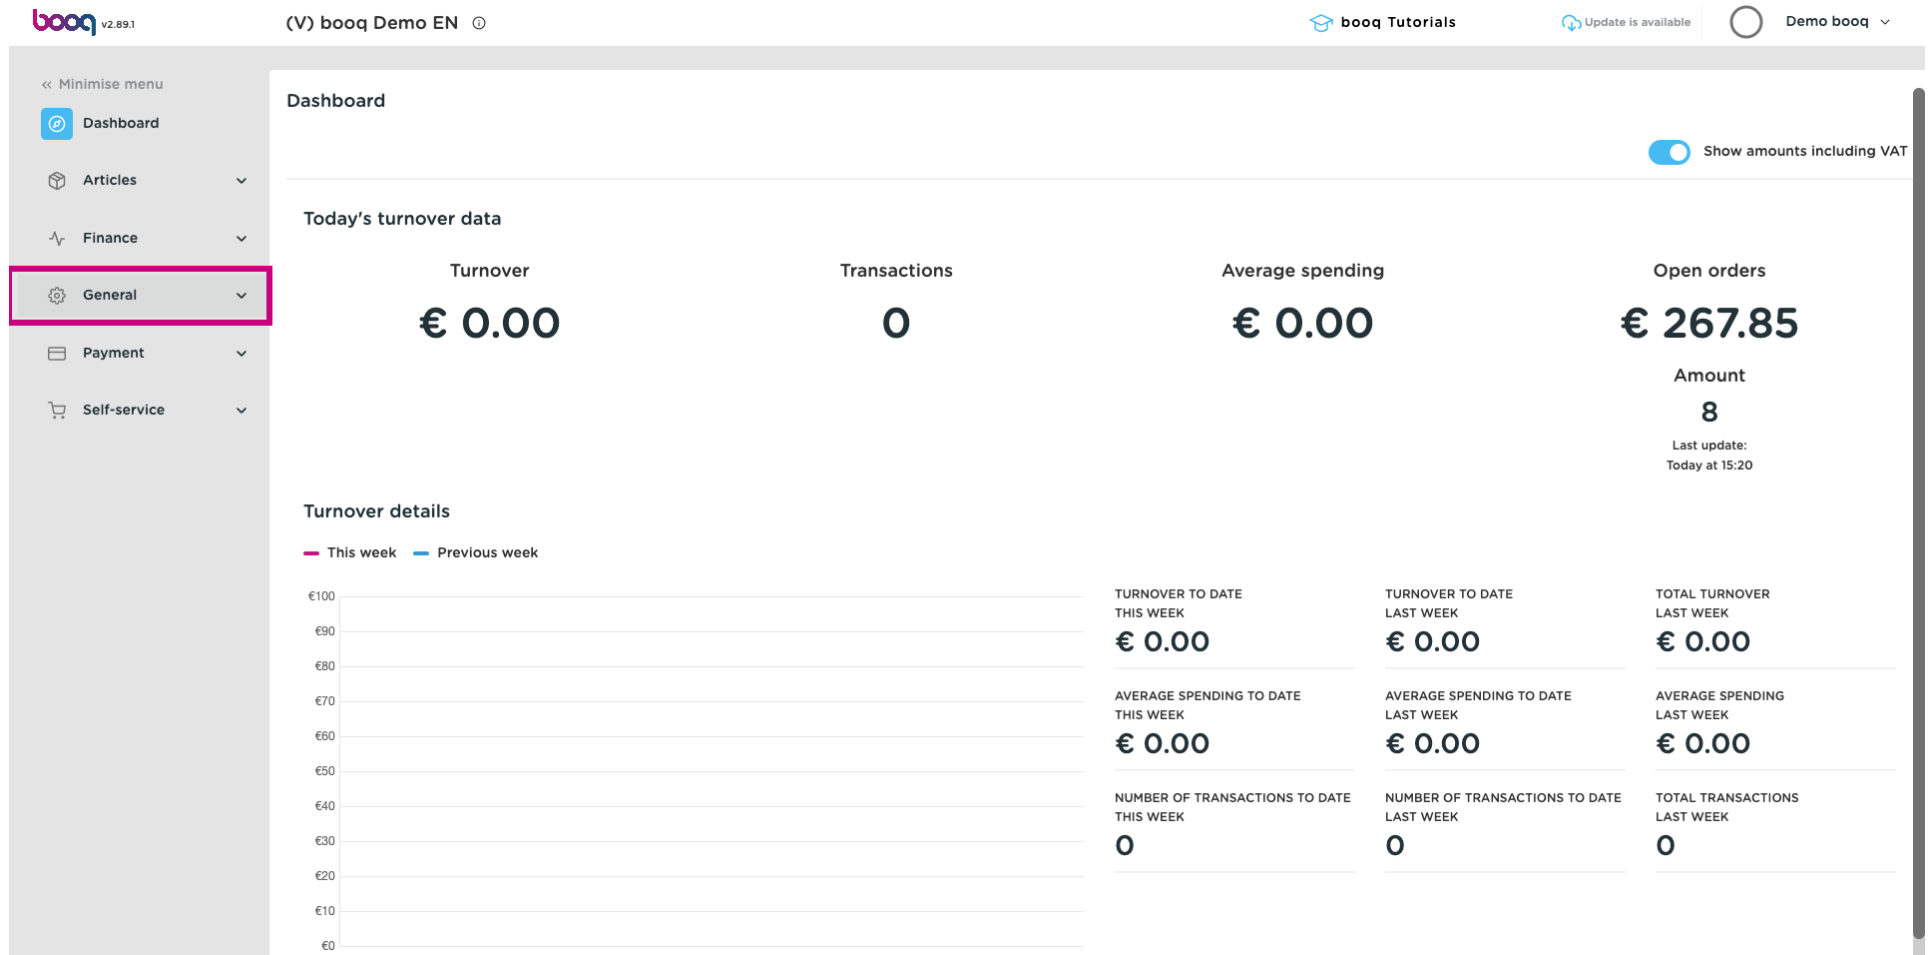 booq v2.89.1
(V) booq Demo EN
booq Tutorials
Update is available
Demo booq
« Minimise menu
Dashboard
Articles
Finance
General
Payment
Self-service
Dashboard
Show amounts including VAT
Today's turnover data
Turnover
€ 0.00
Transactions
0
Average spending
€ 0.00
Open orders
€ 267.85
Amount
8
Last update:
Today at 15:20
Turnover details
This week
Previous week
€100
€90
€80
€70
€60
€50
€40
€30
€20
€10
€0
TURNOVER TO DATE
THIS WEEK
€ 0.00
TURNOVER TO DATE
LAST WEEK
€ 0.00
TOTAL TURNOVER
LAST WEEK
€ 0.00
AVERAGE SPENDING TO DATE
THIS WEEK
€ 0.00
AVERAGE SPENDING TO DATE
LAST WEEK
€ 0.00
AVERAGE SPENDING
LAST WEEK
€ 0.00
NUMBER OF TRANSACTIONS TO DATE
THIS WEEK
0
NUMBER OF TRANSACTIONS TO DATE
LAST WEEK
0
TOTAL TRANSACTIONS
LAST WEEK
0